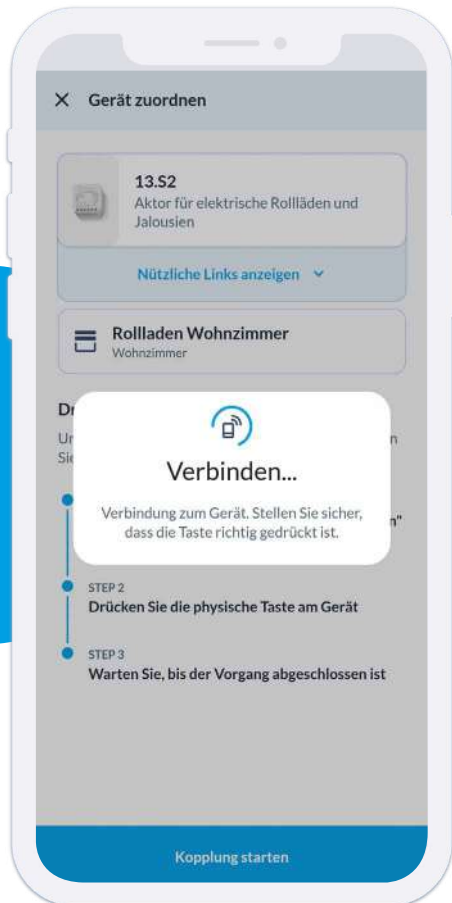 Gerät zuordnen
13.S2
Aktor für elektrische Rollläden und
Jalousien
Nützliche Links anzeigen
Rollladen Wohnzimmer
Wohnzimmer
Verbinden...
Verbindung zum Gerät. Stellen Sie sicher,
dass die Taste richtig gedrückt ist.
STEP 2
Drücken Sie die physische Taste am Gerät
STEP 3
Warten Sie, bis der Vorgang abgeschlossen ist
Kopplung starten